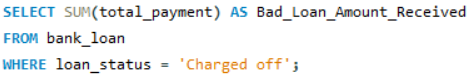 SELECT SUM(total_payment) AS Bad_Loan_Amount_Received
FROM bank_loan
WHERE loan_status = 'Charged off';